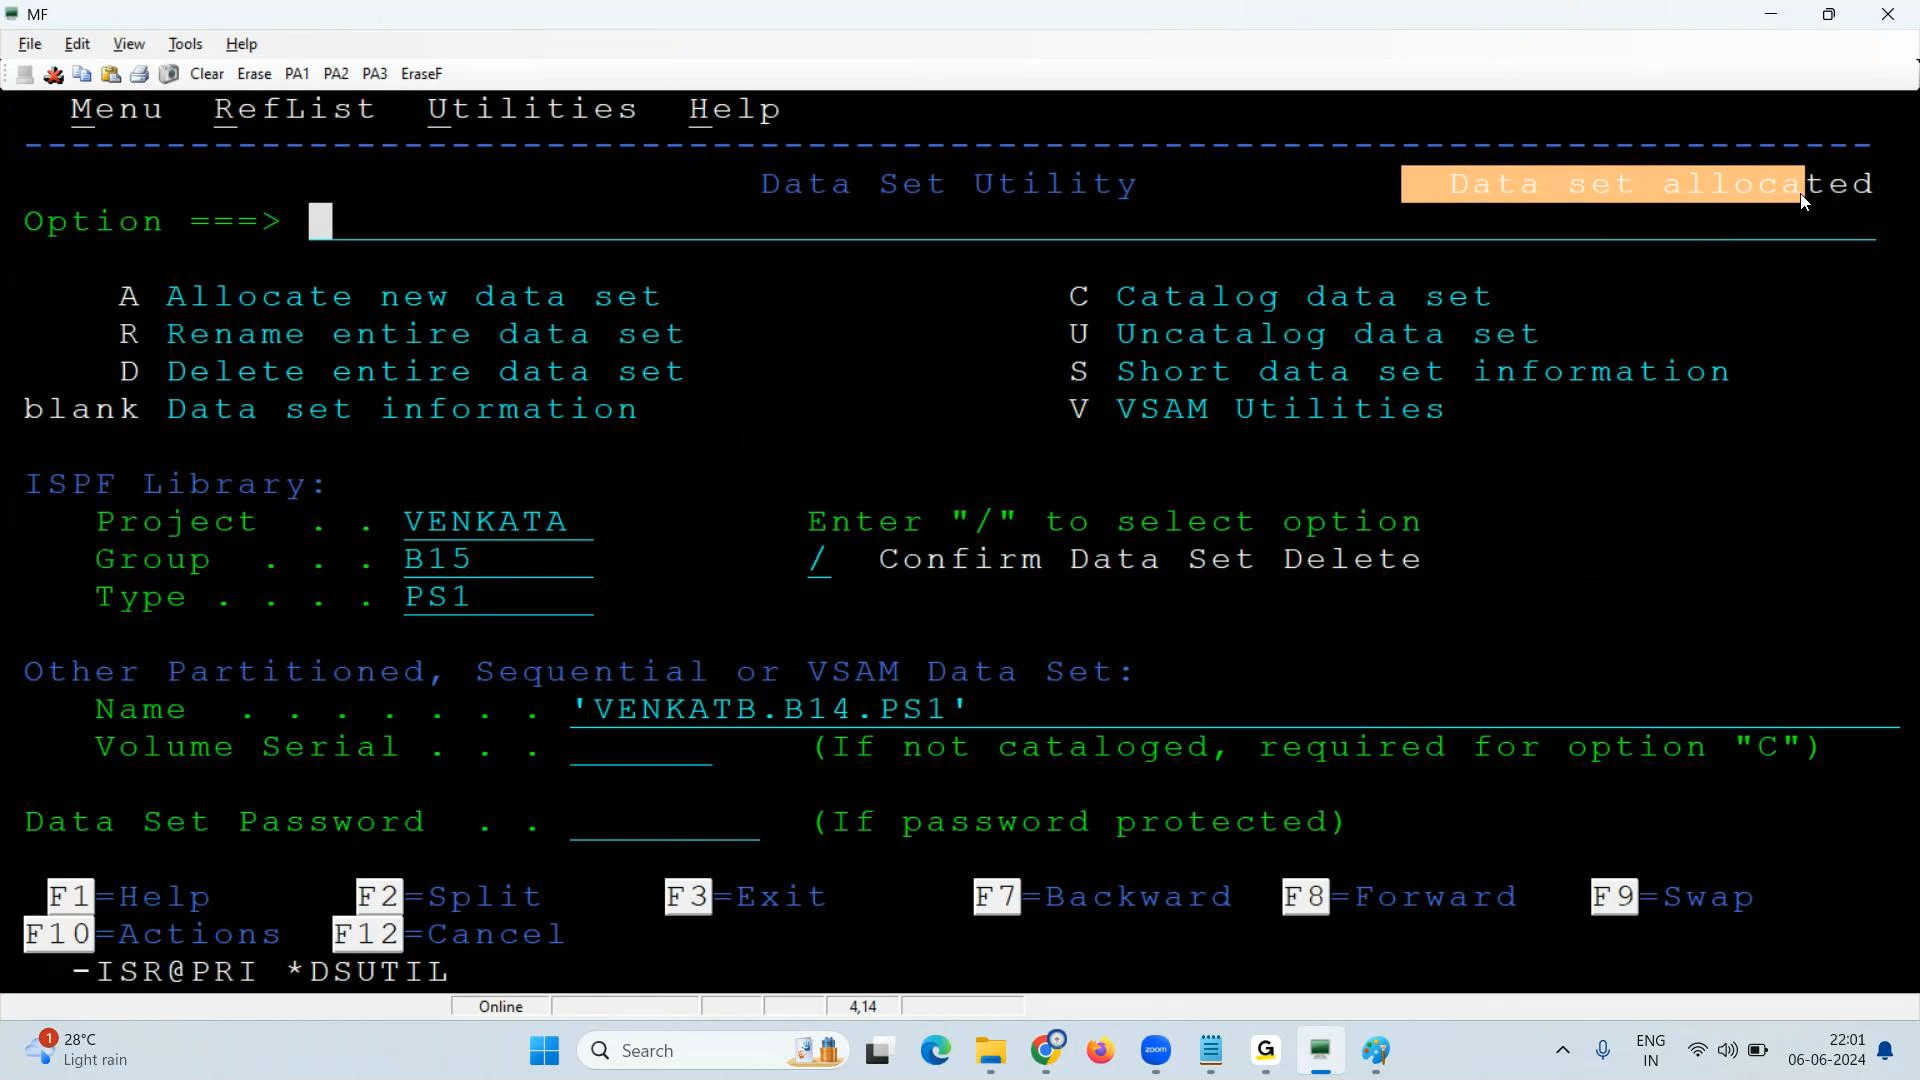 MF
File Edit View Tools Help
Clear Erase PA1 PA2 PA3 EraseF
Menu RefList Utilities Help
Data Set Utility Data set allocated
Option ===>
A Allocate new data set C Catalog data set
R Rename entire data set U Uncatalog data set
D Delete entire data set S Short data set information
blank Data set information V VSAM Utilities
ISPF Library:
Project . . VENKATA Enter "/" to select option
Group . . . B15 / Confirm Data Set Delete
Type . . . . PS1
Other Partitioned, Sequential or VSAM Data Set:
Name . . . . . . . 'VENKATB.B14.PS1'
Volume Serial . . . (If not cataloged, required for option "C")
Data Set Password . . (If password protected)
F1=Help F2=Split F3=Exit F7=Backward F8=Forward F9=Swap
F10=Actions F12=Cancel
-ISR@PRI *DSUTIL
Online 4,14
1 28°C
Light rain
Search
zoom
G
ENG
IN
22:01
06-06-2024